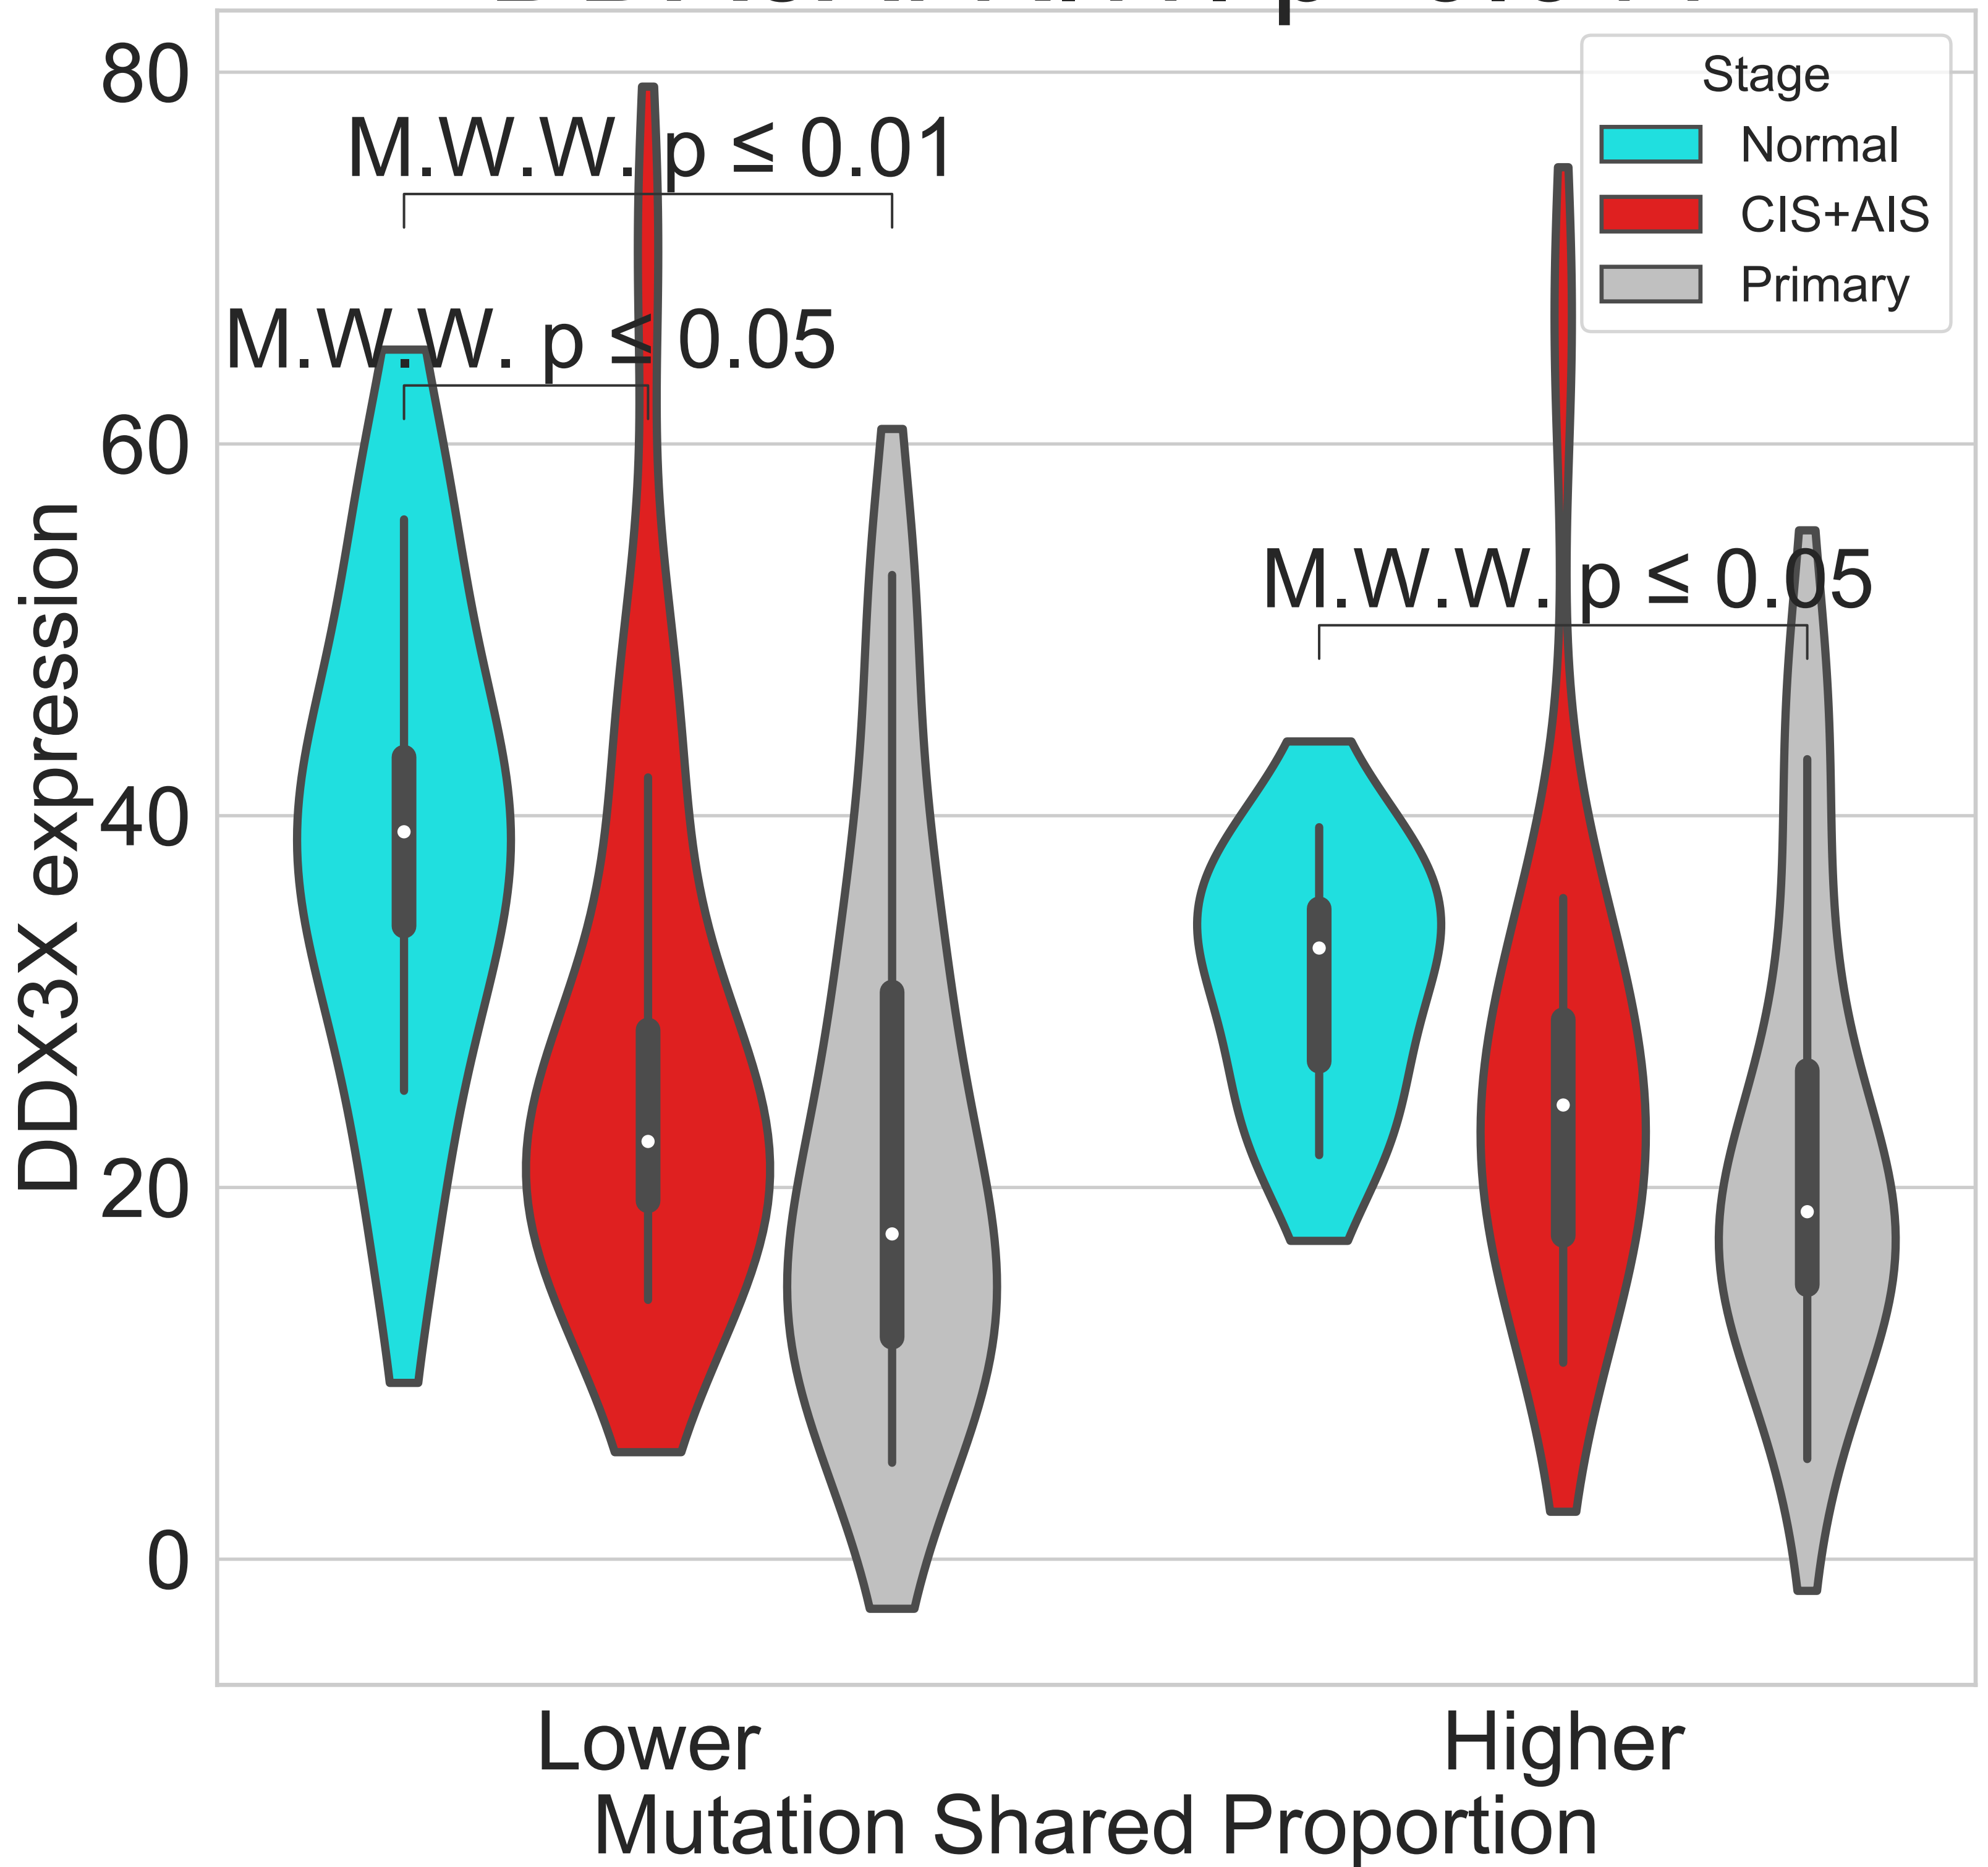 80
60
40
20
0
DDX3X expression
M.W.W. p ≤ 0.01
M.W.W. p ≤ 0.05
M.W.W. p ≤ 0.05
Stage
Normal
CIS+AIS
Primary
Lower
Higher
Mutation Shared Proportion